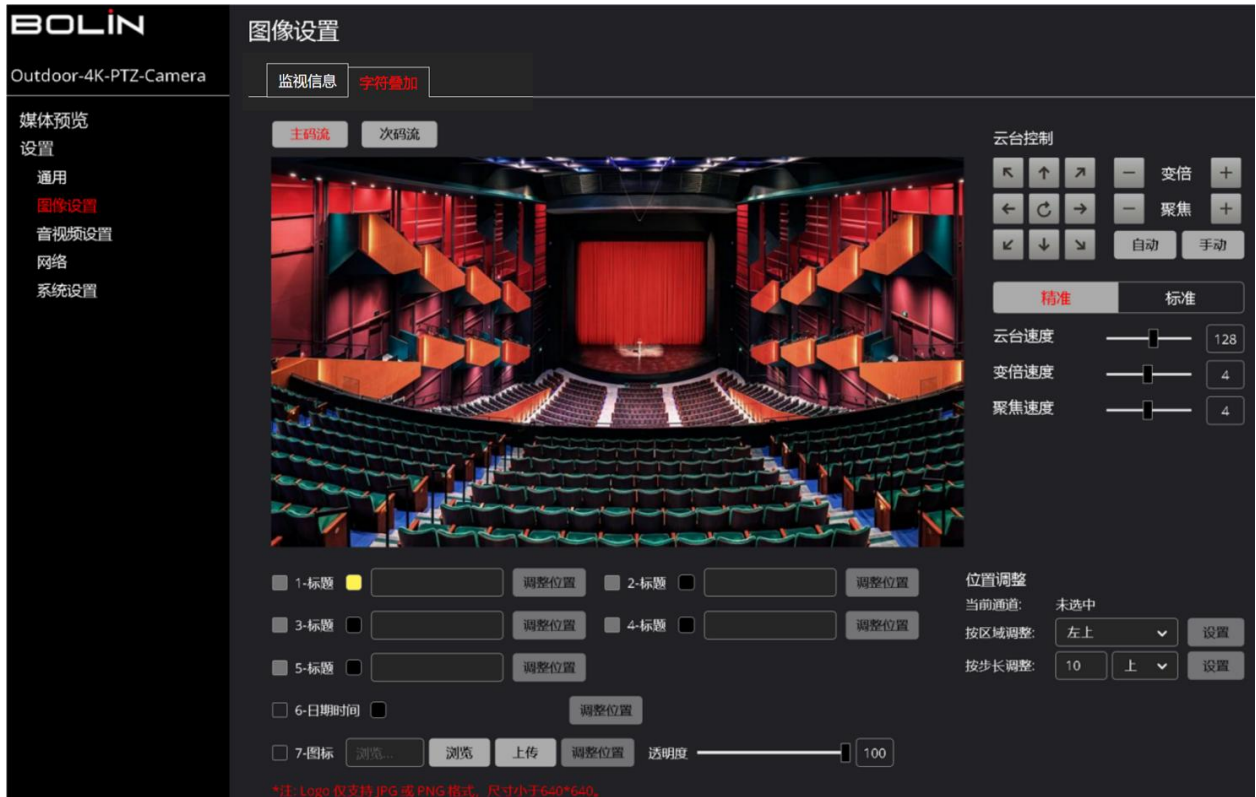 BOLIN
Outdoor-4K-PTZ-Camera
媒体预览
设置
通用
图像设置
音视频设置
网络
系统设置
图像设置
监视信息 字符叠加
主码流 次码流
云台控制
变倍
聚焦
自动 手动
精准 标准
云台速度 128
变倍速度 4
聚焦速度 4
1-标题 调整位置 2-标题 调整位置
3-标题 调整位置 4-标题 调整位置
5-标题 调整位置
6-日期时间 调整位置
7-图标 浏览... 浏览 上传 调整位置 透明度 100
*注: Logo 仅支持 JPG 或 PNG 格式，尺寸小于640*640。
位置调整
当前通道: 未选中
按区域调整: 左上 设置
按步长调整: 10 上 设置